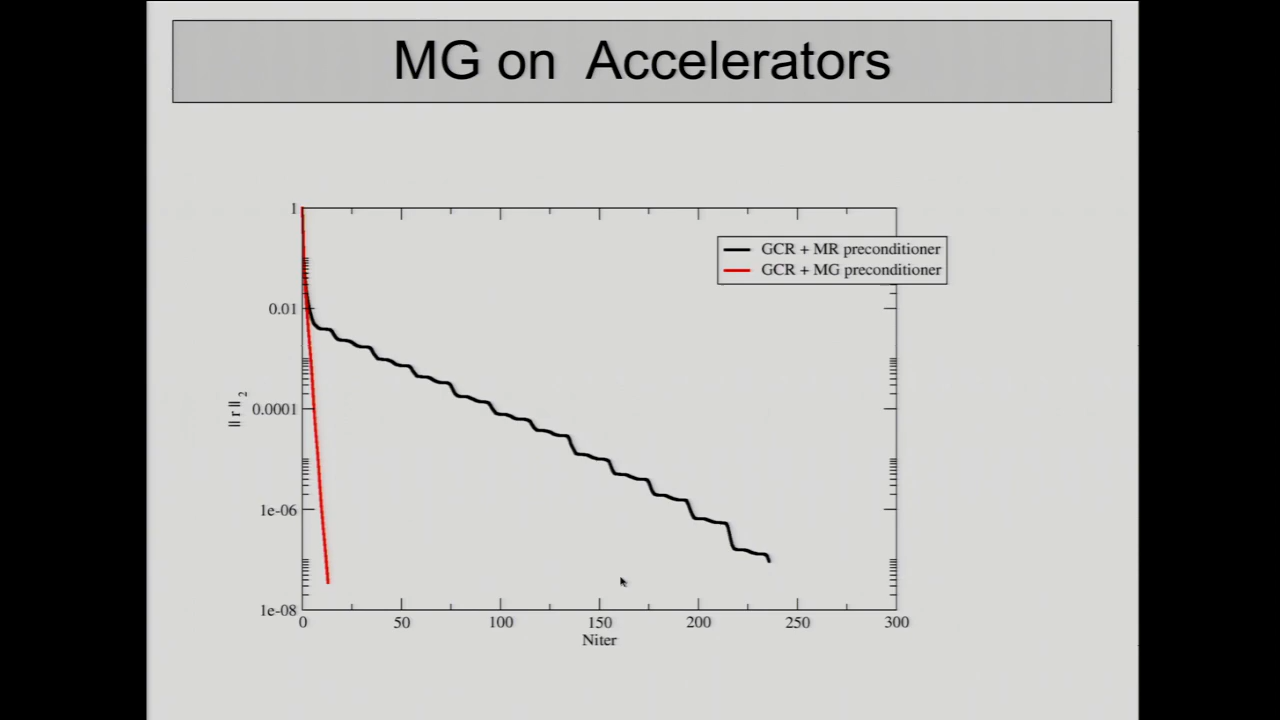 MG on Accelerators
GCR + MR preconditioner
GCR + MG preconditioner
1
0.01
0.0001
1e-06
1e-08
|| r ||2
0 50 100 150 200 250 300
Niter